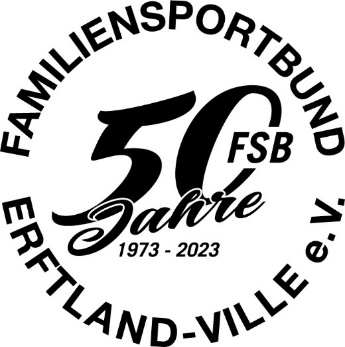 FAMILIENSPORTBUND
50
FSB
Jahre
1973 - 2023
ERFTLAND-VILLE e.V.